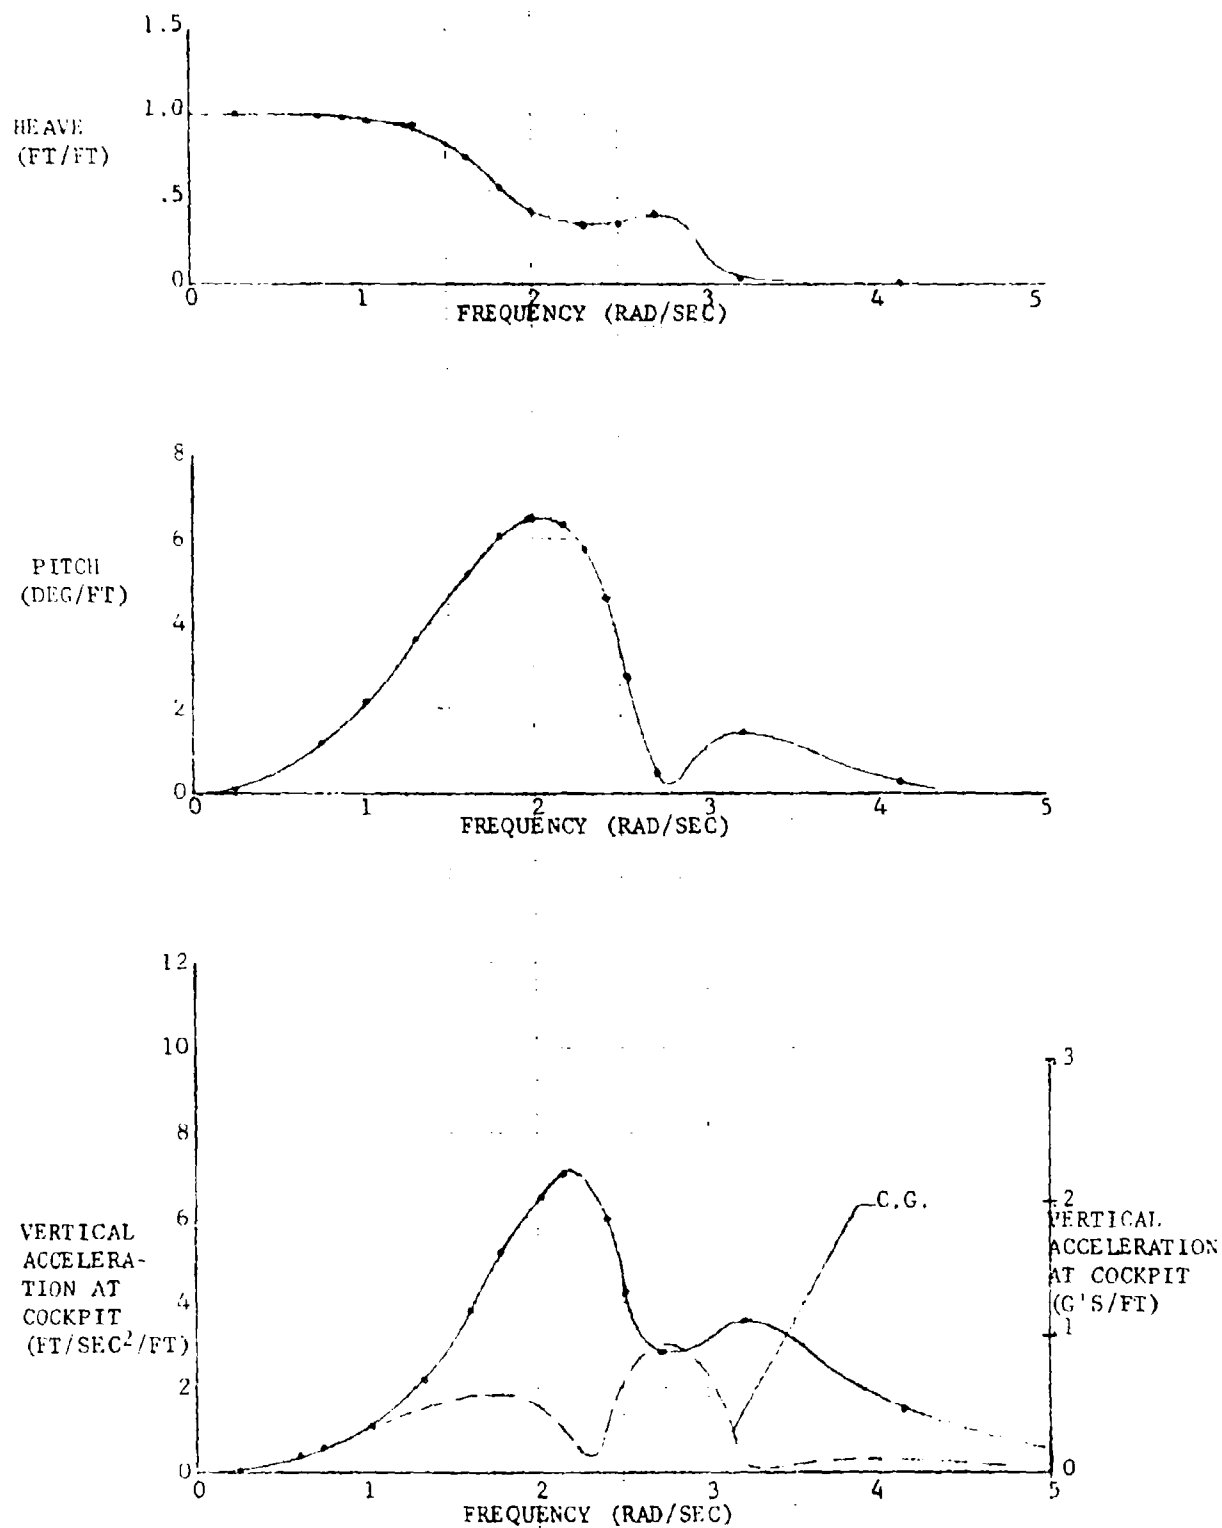 1.5
1.0
HEAVE
(FT/FT)
.5
0
0 1 2 3 4 5
FREQUENCY (RAD/SEC)
8
6
PITCH
(DEG/FT)
4
2
0
0 1 2 3 4 5
FREQUENCY (RAD/SEC)
12
10
8
6
4
2
0
VERTICAL
ACCELERA-
TION AT
COCKPIT
(FT/SEC²/FT)
C.G.
.3
.2
VERTICAL
ACCELERATION
AT COCKPIT
(G'S/FT)
.1
0
0 1 2 3 4 5
FREQUENCY (RAD/SEC)